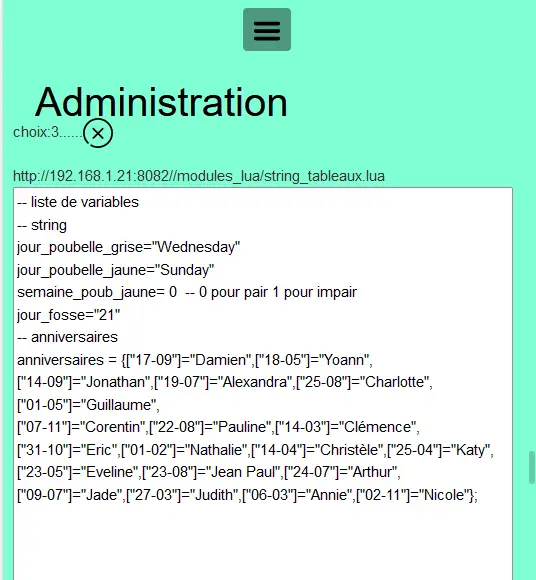 Administration
choix:3......
http://192.168.1.21:8082//modules_lua/string_tableaux.lua
-- liste de variables
-- string
jour_poubelle_grise="Wednesday"
jour_poubelle_jaune="Sunday"
semaine_poub_jaune= 0  -- 0 pour pair 1 pour impair
jour_fosse="21"
-- anniversaires
anniversaires = {["17-09"]="Damien",["18-05"]="Yoann",
["14-09"]="Jonathan",["19-07"]="Alexandra",["25-08"]="Charlotte",
["01-05"]="Guillaume",
["07-11"]="Corentin",["22-08"]="Pauline",["14-03"]="Clémence",
["31-10"]="Eric",["01-02"]="Nathalie",["14-04"]="Christèle",["25-04"]="Katy",
["23-05"]="Eveline",["23-08"]="Jean Paul",["24-07"]="Arthur",
["09-07"]="Jade",["27-03"]="Judith",["06-03"]="Annie",["02-11"]="Nicole"};